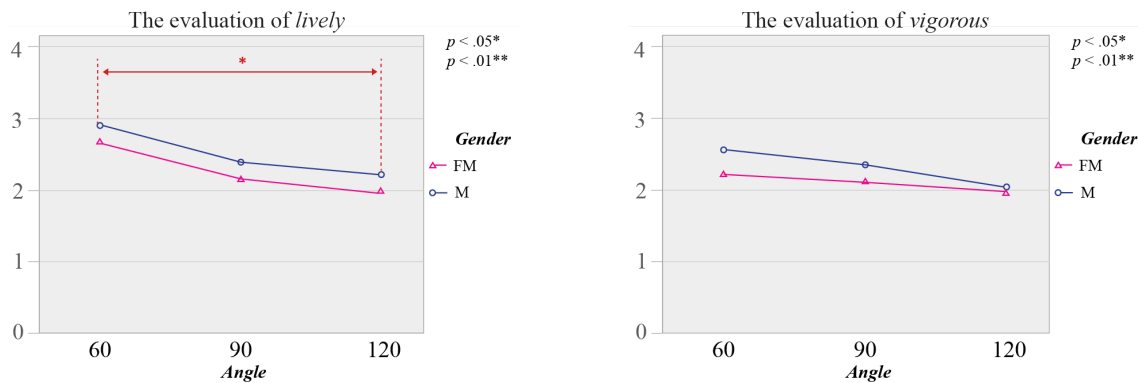 The evaluation of lively
4
3
2
1
0
*
p < .05*
p < .01**
Gender
FM
M
60 90 120
Angle
The evaluation of vigorous
4
3
2
1
0
p < .05*
p < .01**
Gender
FM
M
60 90 120
Angle